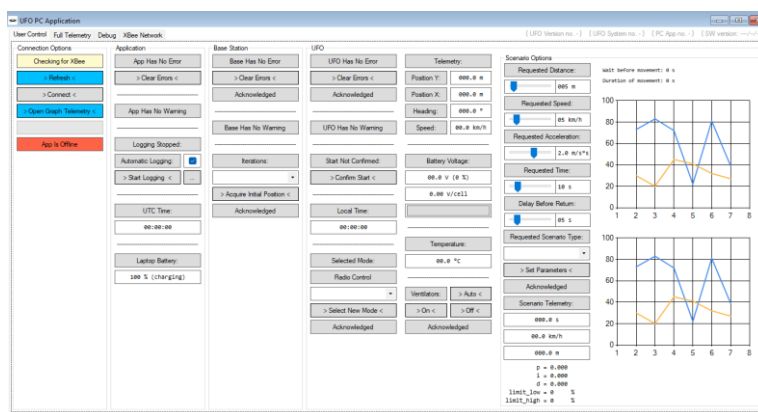 UFO PC Application
User Control Full Telemetry Debug XBee Network
[ UFO Version no. - ] [ UFO System no. - ] [ PC App no. - ] [ SW version: ---/--/--
Connection Options
Checking for XBee
> Refresh <
> Connect <
> Open Graph Telemetry <
App Is Offline
Application
App Has No Error
> Clear Errors <
App Has No Warning
Logging Stopped:
Automatic Logging:
> Start Logging < ...
UTC Time:
00:00:00
Laptop Battery:
100 % (charging)
Base Station
Base Has No Error
> Clear Errors <
Acknowledged
Base Has No Warning
Iterations:
> Acquire Initial Position <
Acknowledged
UFO
UFO Has No Error
> Clear Errors <
Acknowledged
UFO Has No Warning
Start Not Confirmed:
> Confirm Start <
Acknowledged
Local Time:
00:00:00
Selected Mode:
Radio Control
> Select New Mode <
Acknowledged
Telemetry:
Position Y: 000.0 m
Position X: 000.0 m
Heading: 000.0 °
Speed: 00.0 km/h
Battery Voltage:
00.0 V (0 %)
0.00 V/cell
Temperature:
00.0 °C
Ventilators: > Auto <
> On < > Off <
Acknowledged
Scenario Options
Requested Distance:
005 m
Requested Speed:
05 km/h
Requested Acceleration:
2.0 m/s*s
Requested Time:
10 s
Delay Before Return:
05 s
Requested Scenario Type:
> Set Parameters <
Acknowledged
Scenario Telemetry:
000.0 s
00.0 km/h
000.0 m
p = 0.000
i = 0.000
d = 0.000
limit_low = 0 %
limit_high = 0 %
Wait before movement: 0 s
Duration of movement: 0 s
100
80
60
40
20
0
1 2 3 4 5 6 7 8
100
80
60
40
20
0
1 2 3 4 5 6 7 8